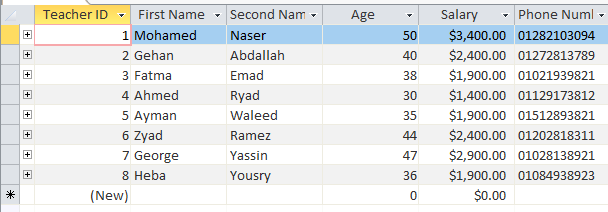 Teacher ID First Name Second Nam Age Salary Phone Numl
1 Mohamed Naser 50 $3,400.00 01282103094
2 Gehan Abdallah 40 $2,400.00 01272813789
3 Fatma Emad 38 $1,900.00 01021939821
4 Ahmed Ryad 30 $1,400.00 01129173812
5 Ayman Waleed 35 $1,900.00 01512893821
6 Zyad Ramez 44 $2,400.00 01202818311
7 George Yassin 47 $2,900.00 01028138921
8 Heba Yousry 36 $1,900.00 01084938923
(New) 0 $0.00